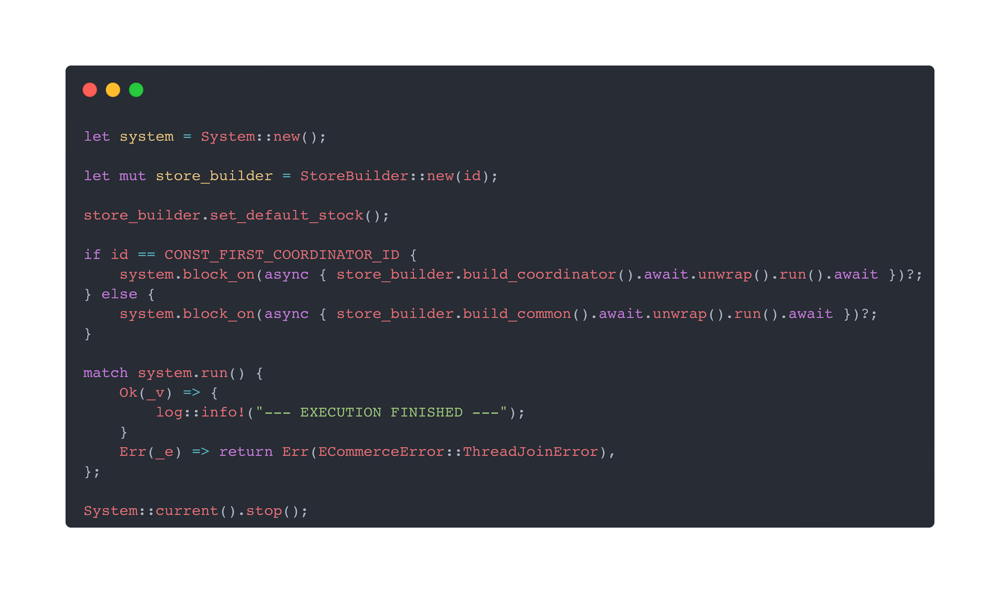 let system = System::new();
let mut store_builder = StoreBuilder::new(id);
store_builder.set_default_stock();
if id == CONST_FIRST_COORDINATOR_ID {
    system.block_on(async { store_builder.build_coordinator().await.unwrap().run().await })?;
} else {
    system.block_on(async { store_builder.build_common().await.unwrap().run().await })?;
}
match system.run() {
    Ok(_v) => {
        log::info!("--- EXECUTION FINISHED ---");
    }
    Err(_e) => return Err(ECommerceError::ThreadJoinError),
};
System::current().stop();